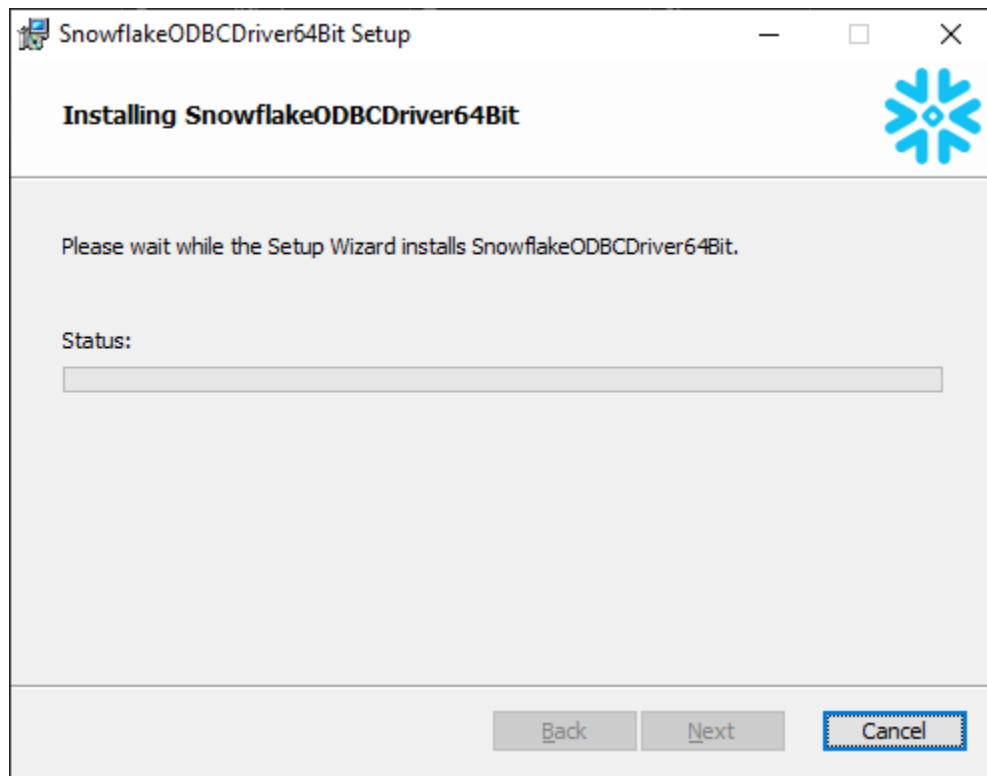 SnowflakeODBCDriver64Bit Setup
Installing SnowflakeODBCDriver64Bit
Please wait while the Setup Wizard installs SnowflakeODBCDriver64Bit.
Status:
Back Next Cancel